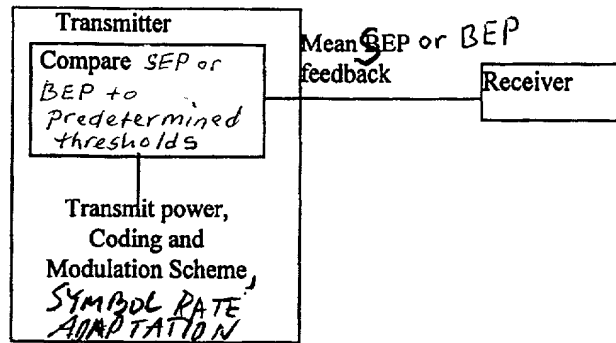 Transmitter
Compare SEP or
BEP to
predetermined
thresholds
Mean SEP or BEP
feedback
Receiver
Transmit power,
Coding and
Modulation Scheme,
SYMBOL RATE
ADAPTATION